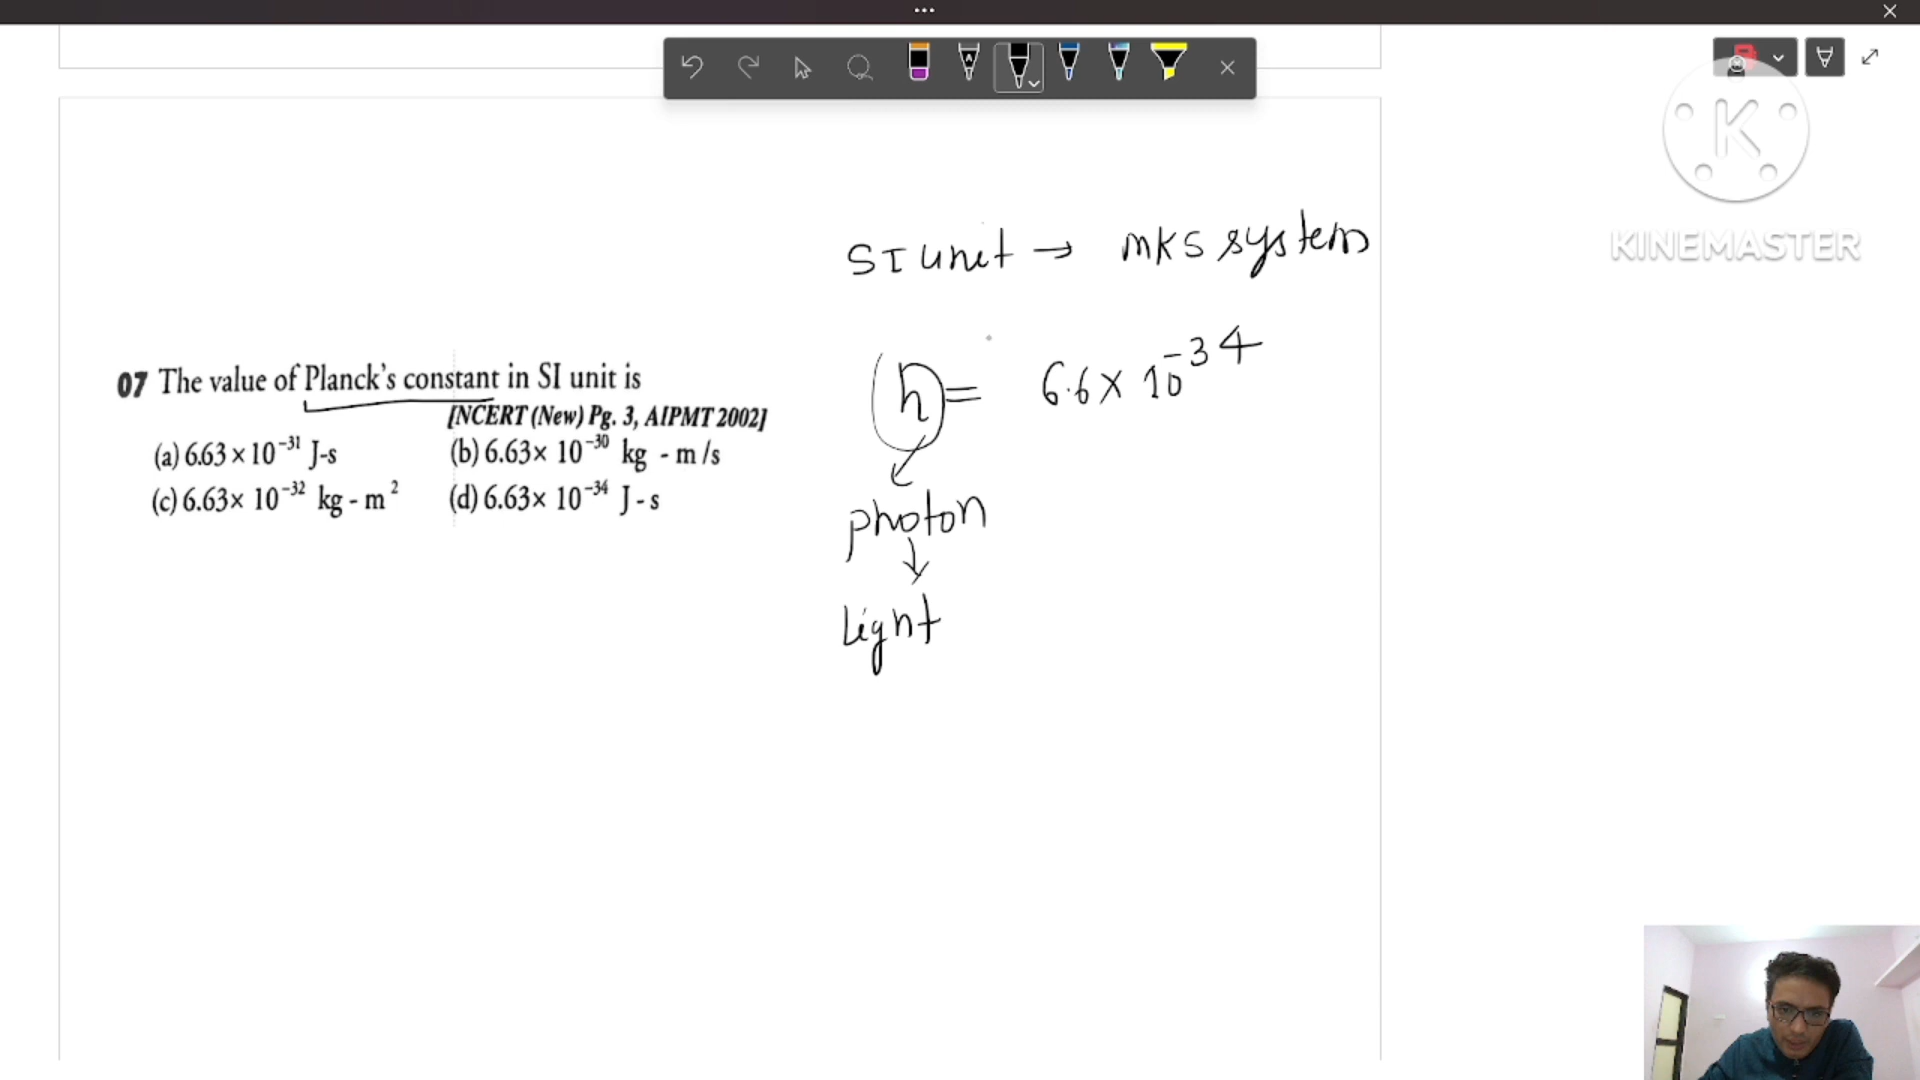 KINEMASTER
SI unit → MKS system
h = 6.6 × 10⁻³⁴
photon
↓
Light
07 The value of Planck's constant in SI unit is
[NCERT (New) Pg. 3, AIPMT 2002]
(a) 6.63 × 10⁻³¹ J-s (b) 6.63× 10⁻³⁰ kg - m /s
(c) 6.63× 10⁻³² kg - m² (d) 6.63× 10⁻³⁴ J - s